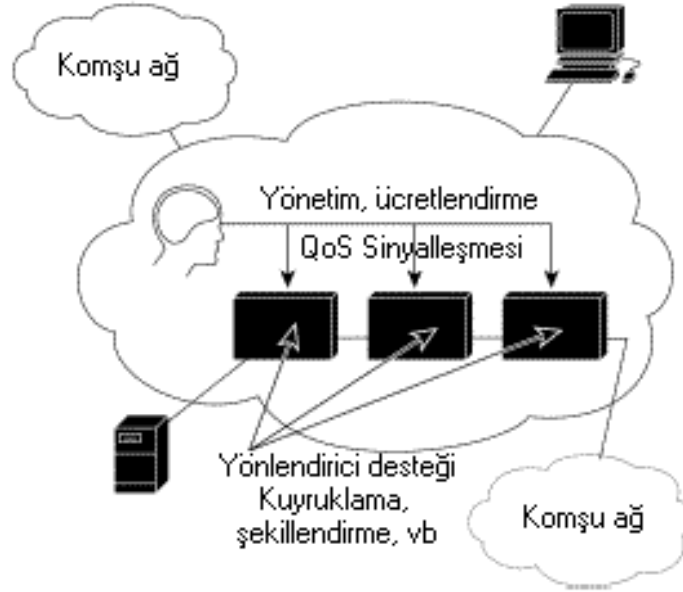 Komşu ağ
Yönetim, ücretlendirme
QoS Sinyalleşmesi
Yönlendirici desteği
Kuyruklama,
şekillendirme, vb
Komşu ağ